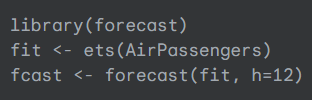 library(forecast)
fit <- ets(AirPassengers)
fcast <- forecast(fit, h=12)